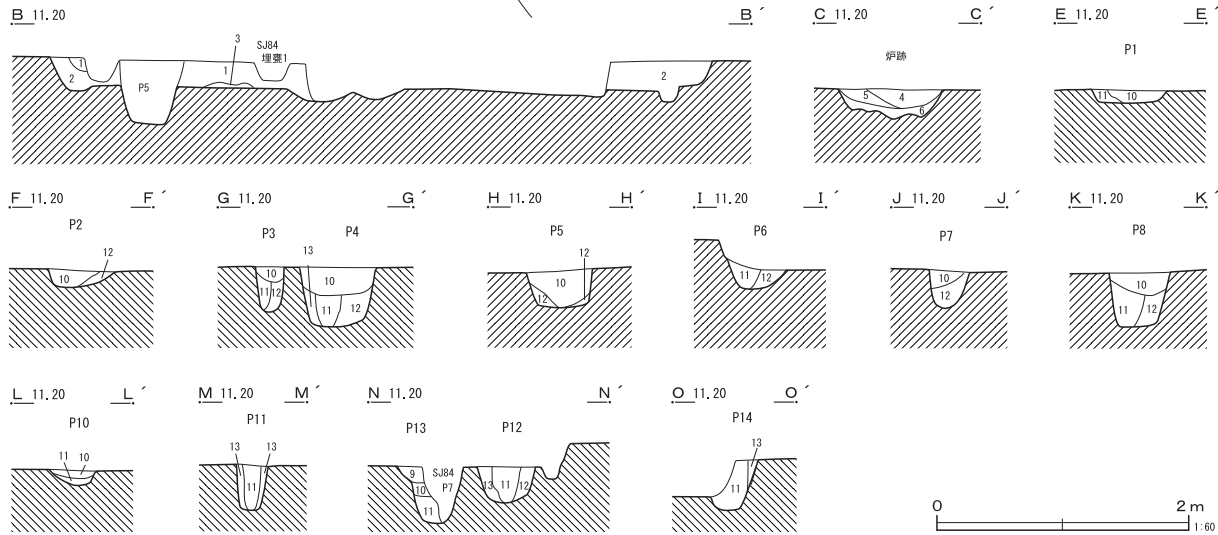 B 11.20 B´
3
SJ84
埋甕1
1
2
P5
1
2
C 11.20 C´
炉跡
5
4
6
E 11.20 E´
P1
11
10
F 11.20 F´
P2
12
10
G 11.20 G´
P3
P4
13
10
10
11
12
11
12
H 11.20 H´
P5
12
10
12
I 11.20 I´
P6
11
12
J 11.20 J´
P7
10
12
K 11.20 K´
P8
10
11
12
L 11.20 L´
P10
11
10
M 11.20 M´
P11
13
13
11
N 11.20 N´
P13
P12
9
SJ84
P7
10
11
13
11
12
O 11.20 O´
P14
13
11
0 2m
1:60